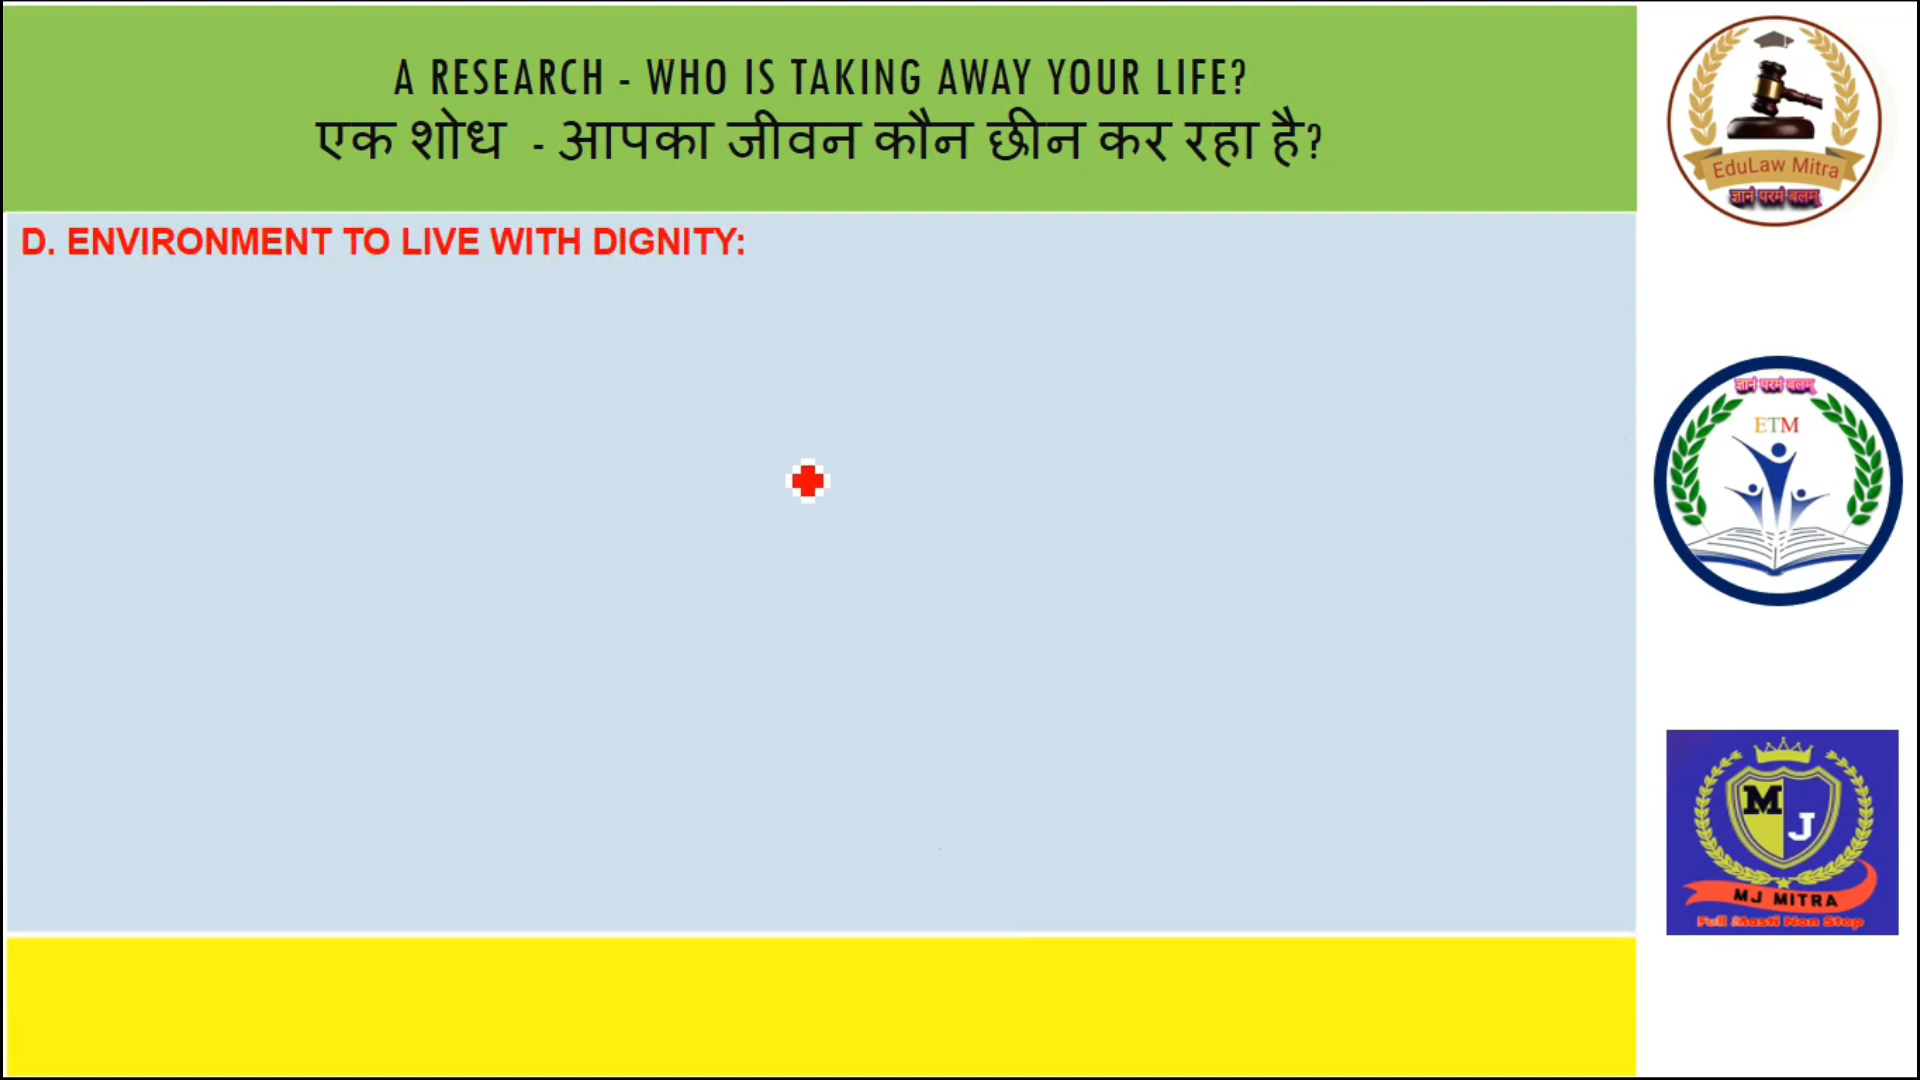 A RESEARCH - WHO IS TAKING AWAY YOUR LIFE?
एक शोध - आपका जीवन कौन छीन कर रहा है?
D. ENVIRONMENT TO LIVE WITH DIGNITY:
EduLaw Mitra
ज्ञानं परमं बलम्
ज्ञानं परमं बलम्
ETM
M
J
MJ MITRA
Full Masti Non Stop